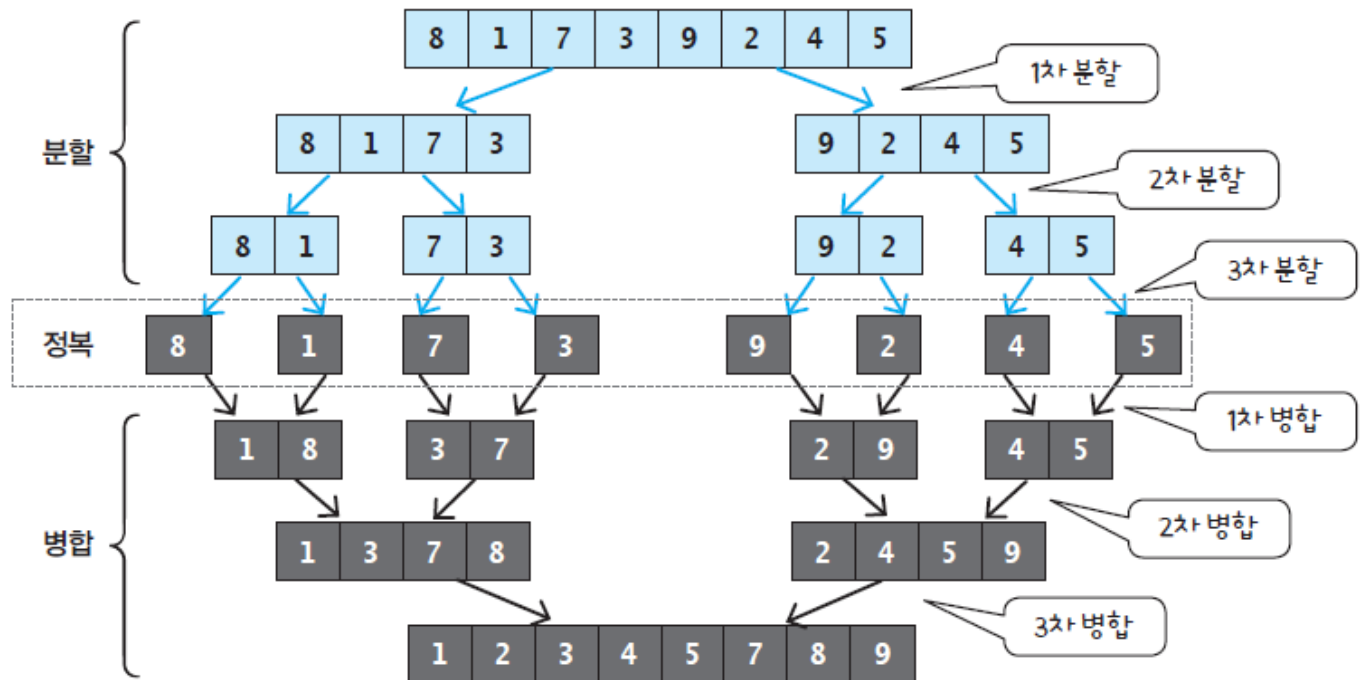 8 1 7 3 9 2 4 5
1차 분할
분할
8 1 7 3
9 2 4 5
2차 분할
8 1
7 3
9 2
4 5
3차 분할
정복
8
1
7
3
9
2
4
5
1차 병합
1 8
3 7
2 9
4 5
병합
2차 병합
1 3 7 8
2 4 5 9
3차 병합
1 2 3 4 5 7 8 9